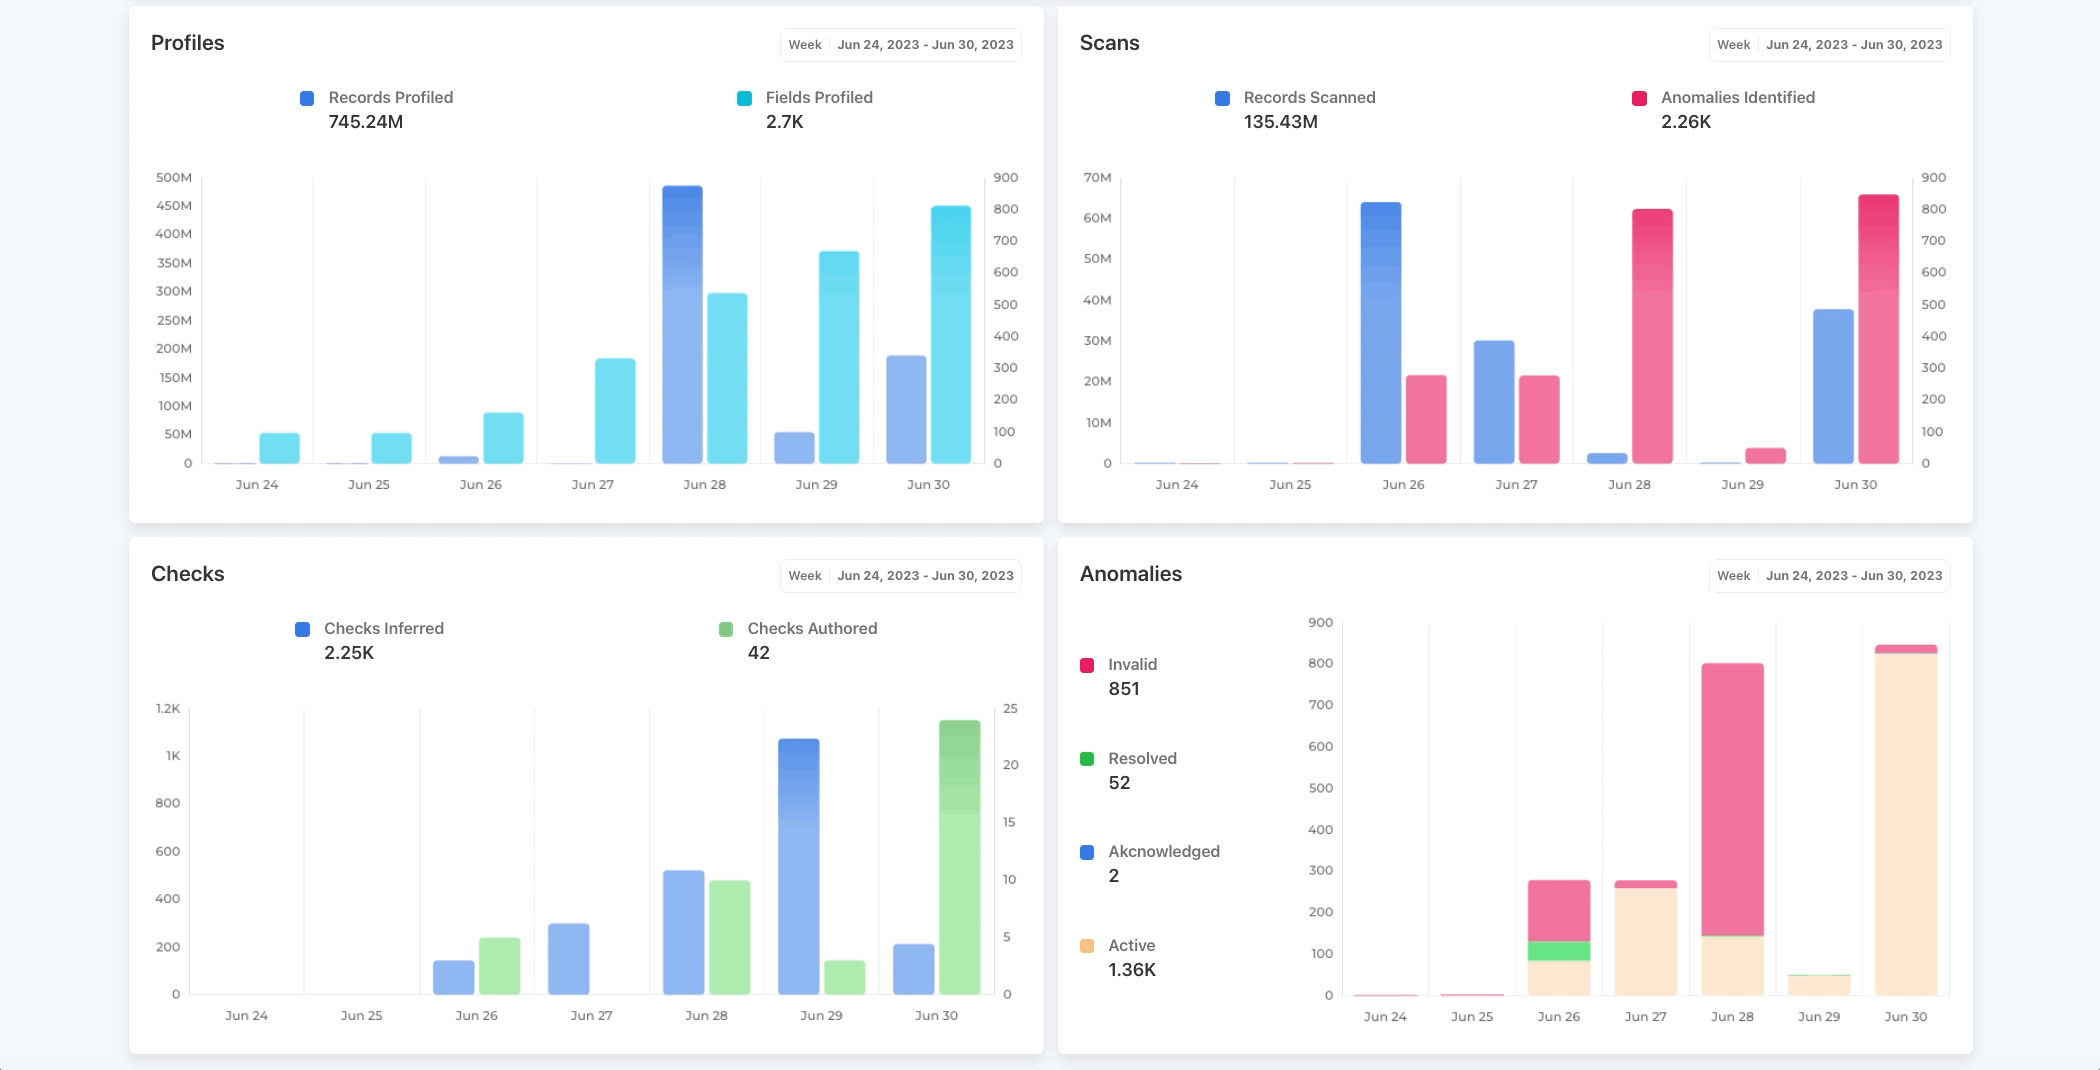 Profiles
Week Jun 24, 2023 - Jun 30, 2023
Records Profiled
745.24M
Fields Profiled
2.7K
500M
450M
400M
350M
300M
250M
200M
150M
100M
50M
0
900
800
700
600
500
400
300
200
100
0
Jun 24 Jun 25 Jun 26 Jun 27 Jun 28 Jun 29 Jun 30
Scans
Week Jun 24, 2023 - Jun 30, 2023
Records Scanned
135.43M
Anomalies Identified
2.26K
70M
60M
50M
40M
30M
20M
10M
0
900
800
700
600
500
400
300
200
100
0
Jun 24 Jun 25 Jun 26 Jun 27 Jun 28 Jun 29 Jun 30
Checks
Week Jun 24, 2023 - Jun 30, 2023
Checks Inferred
2.25K
Checks Authored
42
1.2K
1K
800
600
400
200
0
25
20
15
10
5
0
Jun 24 Jun 25 Jun 26 Jun 27 Jun 28 Jun 29 Jun 30
Anomalies
Week Jun 24, 2023 - Jun 30, 2023
Invalid
851
Resolved
52
Akcnowledged
2
Active
1.36K
900
800
700
600
500
400
300
200
100
0
Jun 24 Jun 25 Jun 26 Jun 27 Jun 28 Jun 29 Jun 30